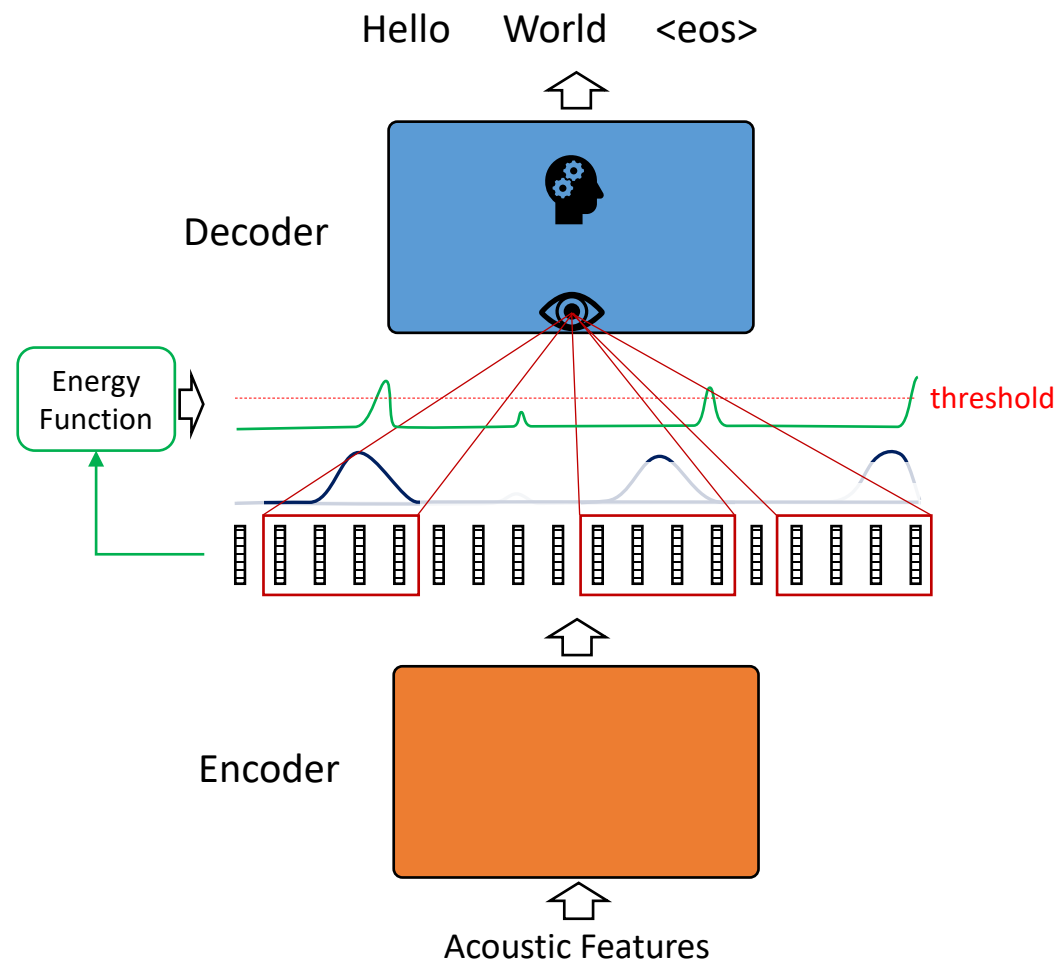 Hello World <eos>
Decoder
Energy
Function
threshold
Encoder
Acoustic Features